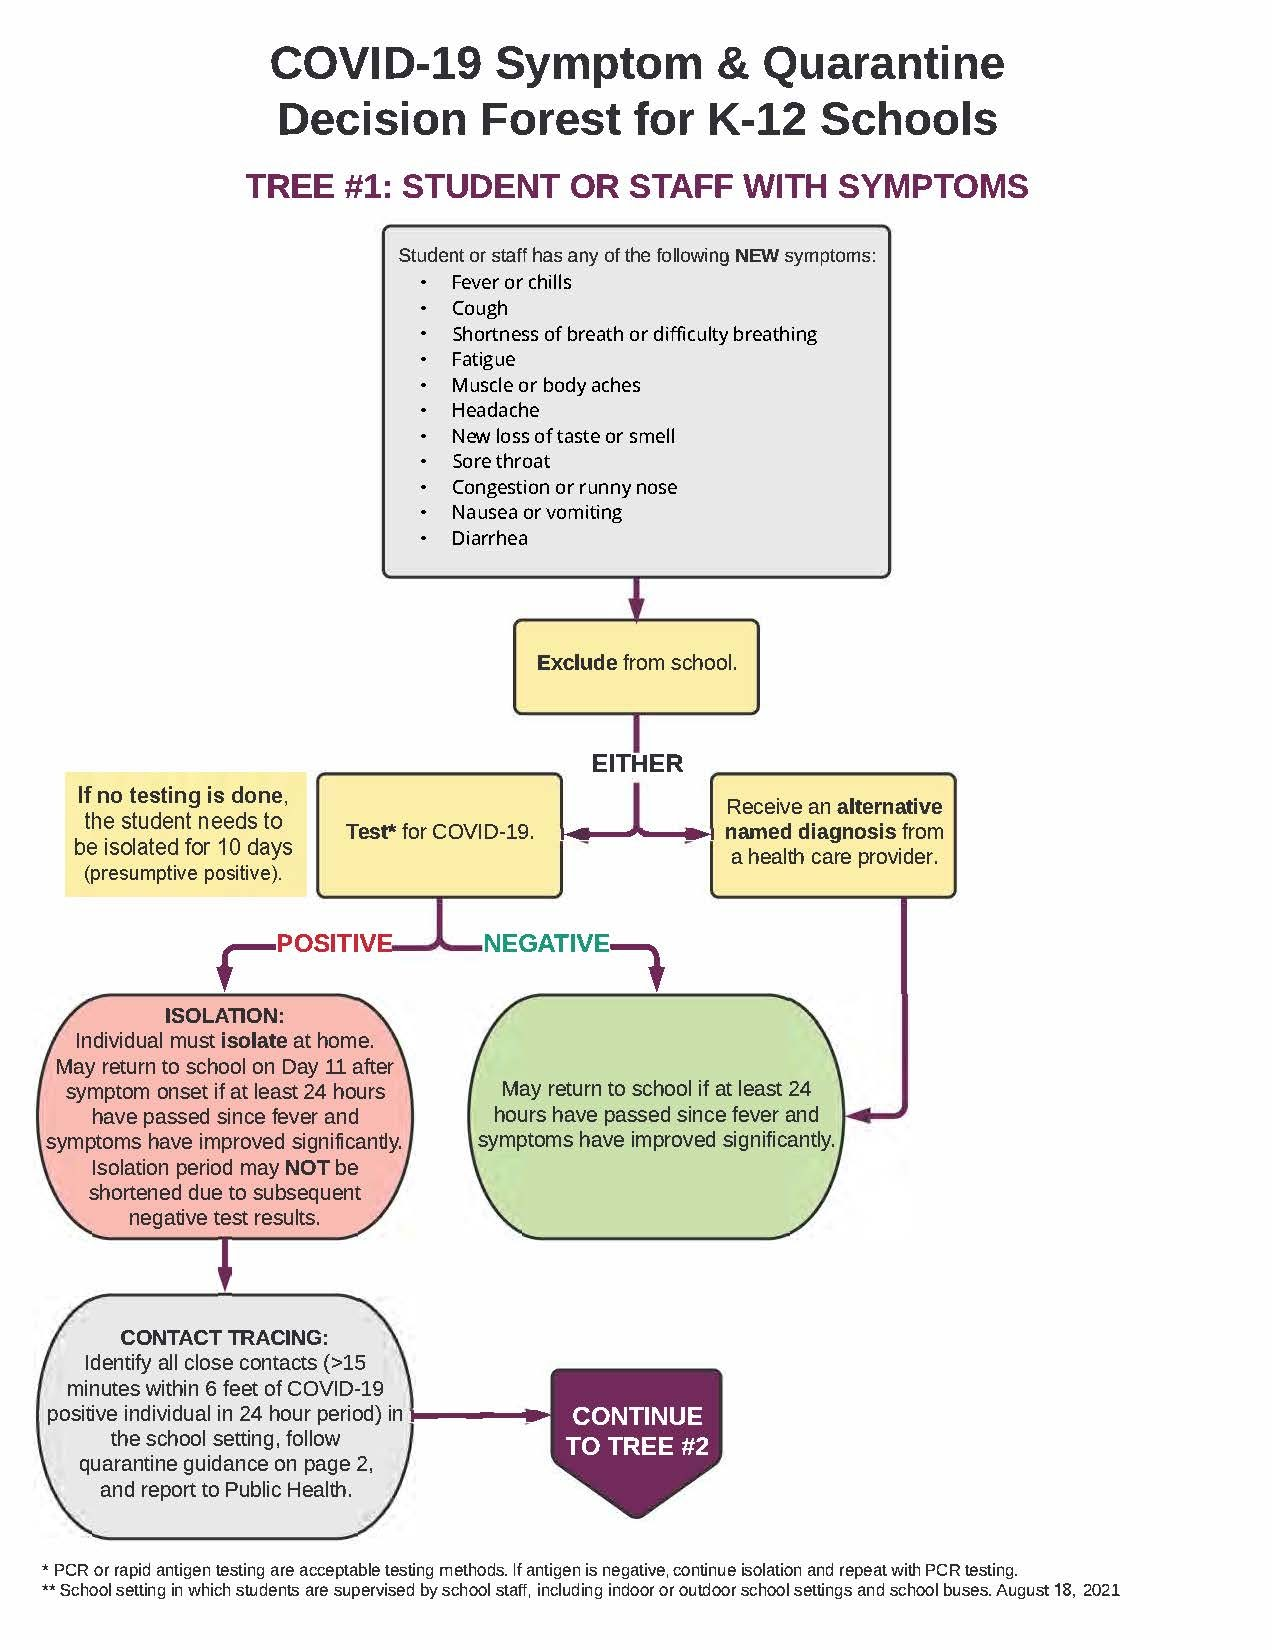 COVID-19 Symptom & Quarantine
Decision Forest for K-12 Schools
TREE #1: STUDENT OR STAFF WITH SYMPTOMS
Student or staff has any of the following NEW symptoms:
• Fever or chills
• Cough
• Shortness of breath or difficulty breathing
• Fatigue
• Muscle or body aches
• Headache
• New loss of taste or smell
• Sore throat
• Congestion or runny nose
• Nausea or vomiting
• Diarrhea
Exclude from school.
EITHER
If no testing is done,
the student needs to
be isolated for 10 days
(presumptive positive).
Test* for COVID-19.
Receive an alternative
named diagnosis from
a health care provider.
POSITIVE
NEGATIVE
ISOLATION:
Individual must isolate at home.
May return to school on Day 11 after
symptom onset if at least 24 hours
have passed since fever and
symptoms have improved significantly.
Isolation period may NOT be
shortened due to subsequent
negative test results.
May return to school if at least 24
hours have passed since fever and
symptoms have improved significantly.
CONTACT TRACING:
Identify all close contacts (>15
minutes within 6 feet of COVID-19
positive individual in 24 hour period) in
the school setting, follow
quarantine guidance on page 2,
and report to Public Health.
CONTINUE
TO TREE #2
* PCR or rapid antigen testing are acceptable testing methods. If antigen is negative, continue isolation and repeat with PCR testing.
** School setting in which students are supervised by school staff, including indoor or outdoor school settings and school buses. August 18, 2021